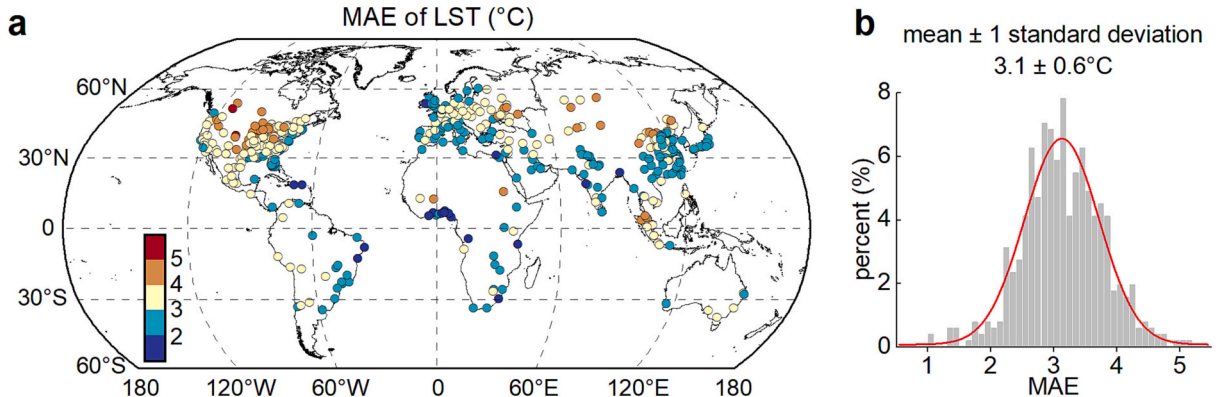 a
MAE of LST (°C)
60°N
30°N
0
30°S
60°S
5
4
3
2
180 120°W 60°W 0 60°E 120°E 180
b
mean ± 1 standard deviation
3.1 ± 0.6°C
8
6
4
2
0
percent (%)
1 2 3 4 5
MAE